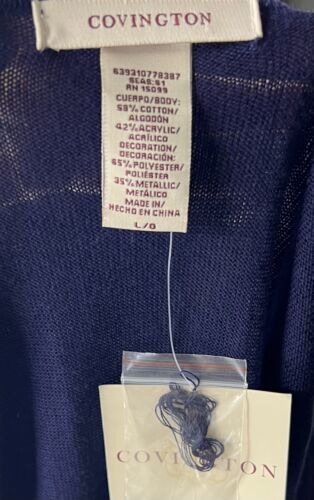 COVINGTON
639310778387
SEAS: S1
RN 15099
CUERPO/BODY:
58% COTTON/
ALGODÓN
42% ACRYLIC/
ACRÍLICO
DECORATION/
DECORACIÓN:
65% POLYESTER/
POLIÉSTER
35% METALLIC/
METÁLICO
MADE IN/
HECHO EN CHINA
L/G
COVINGTON